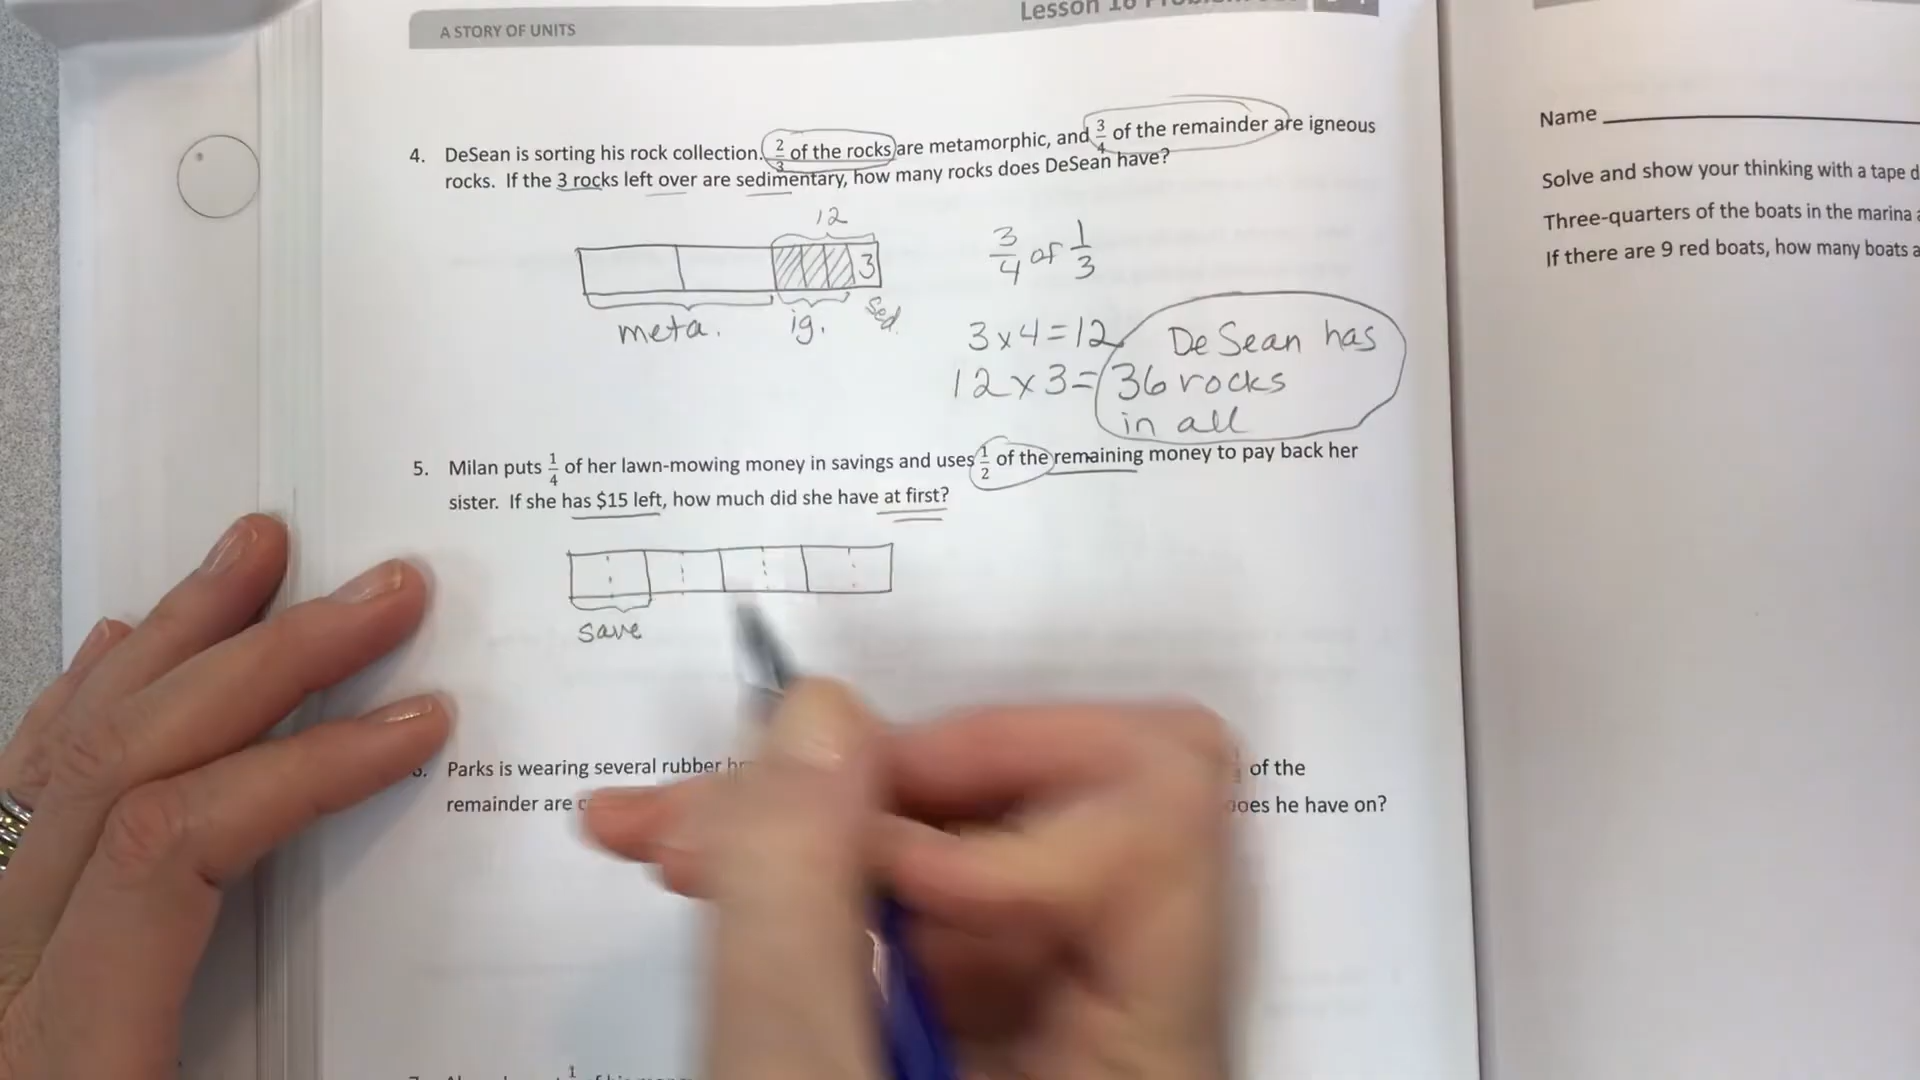 A STORY OF UNITS
Lesson 16
4. DeSean is sorting his rock collection. 2/3 of the rocks are metamorphic, and 3/4 of the remainder are igneous
rocks. If the 3 rocks left over are sedimentary, how many rocks does DeSean have?
12
3
meta. ig. sed.
3/4 of 1/3
3 x 4 = 12
12 x 3 = 36 rocks
DeSean has
in all
5. Milan puts 1/4 of her lawn-mowing money in savings and uses 1/2 of the remaining money to pay back her
sister. If she has $15 left, how much did she have at first?
save
Parks is wearing several rubber
of the
remainder are
does he have on?
Name
Solve and show your thinking with a tape
Three-quarters of the boats in the marina
If there are 9 red boats, how many boats